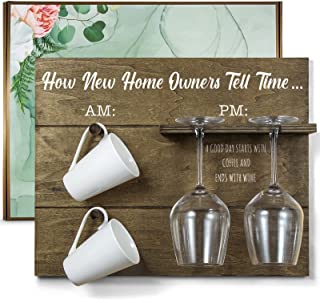 How New Home Owners Tell Time...
AM: PM:
A GOOD DAY STARTS WITH
COFFEE AND
ENDS WITH WINE